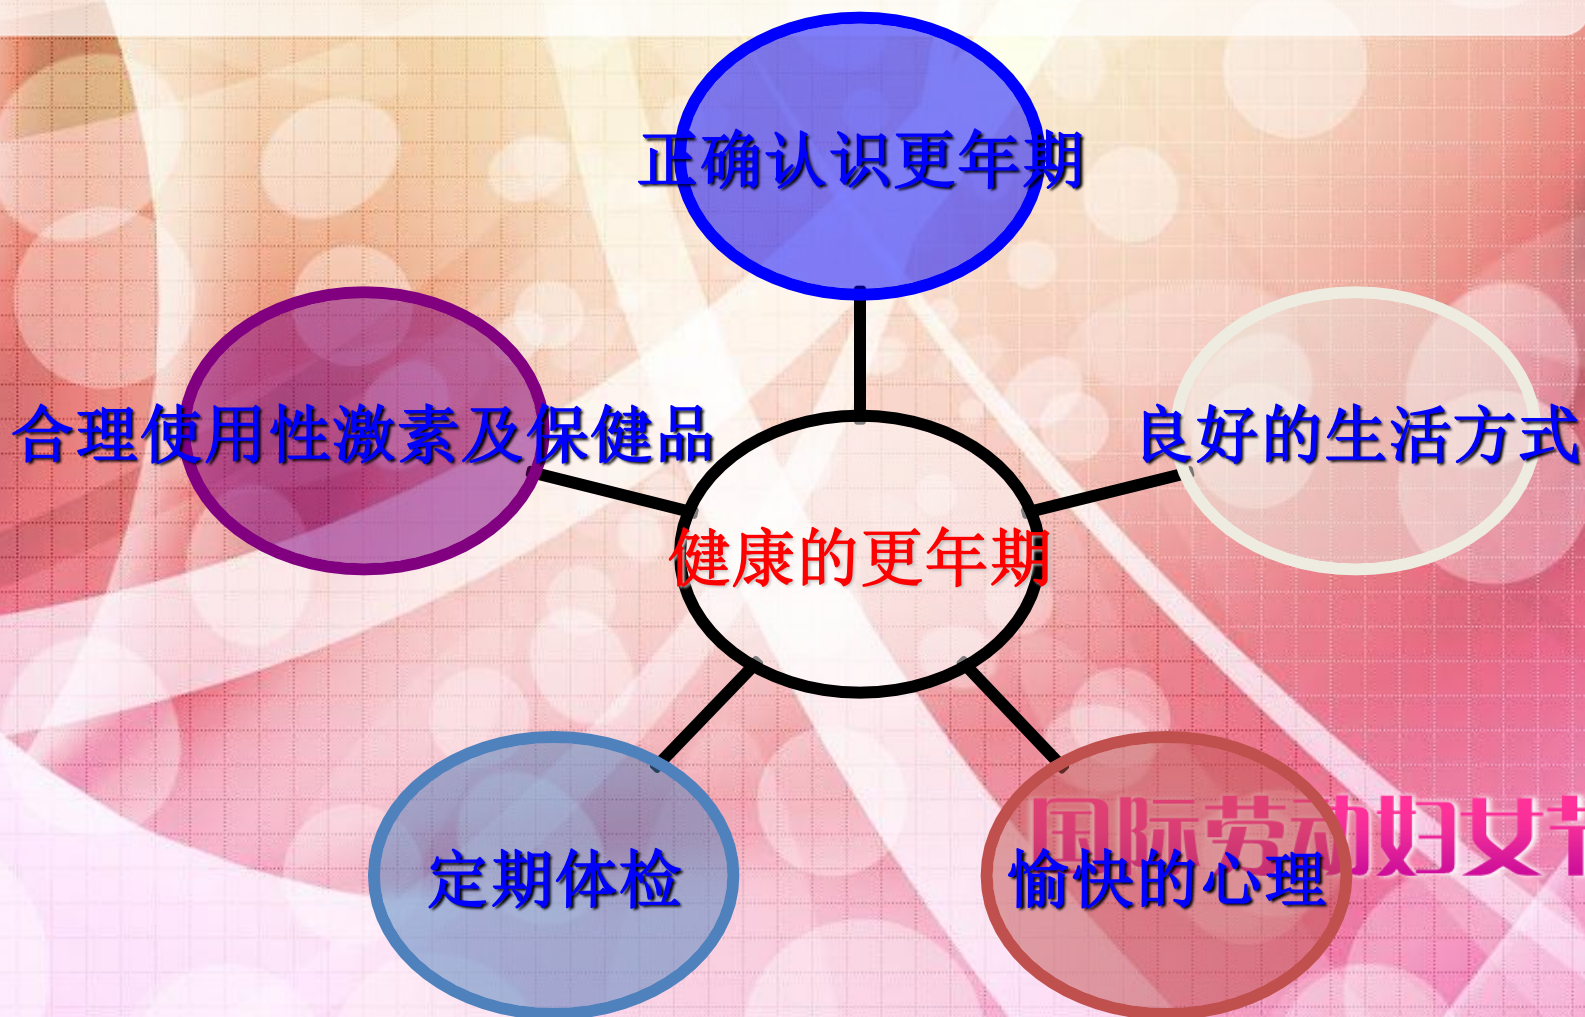 正确认识更年期
合理使用性激素及保健品
良好的生活方式
健康的更年期
国际劳动妇女节
定期体检
愉快的心理